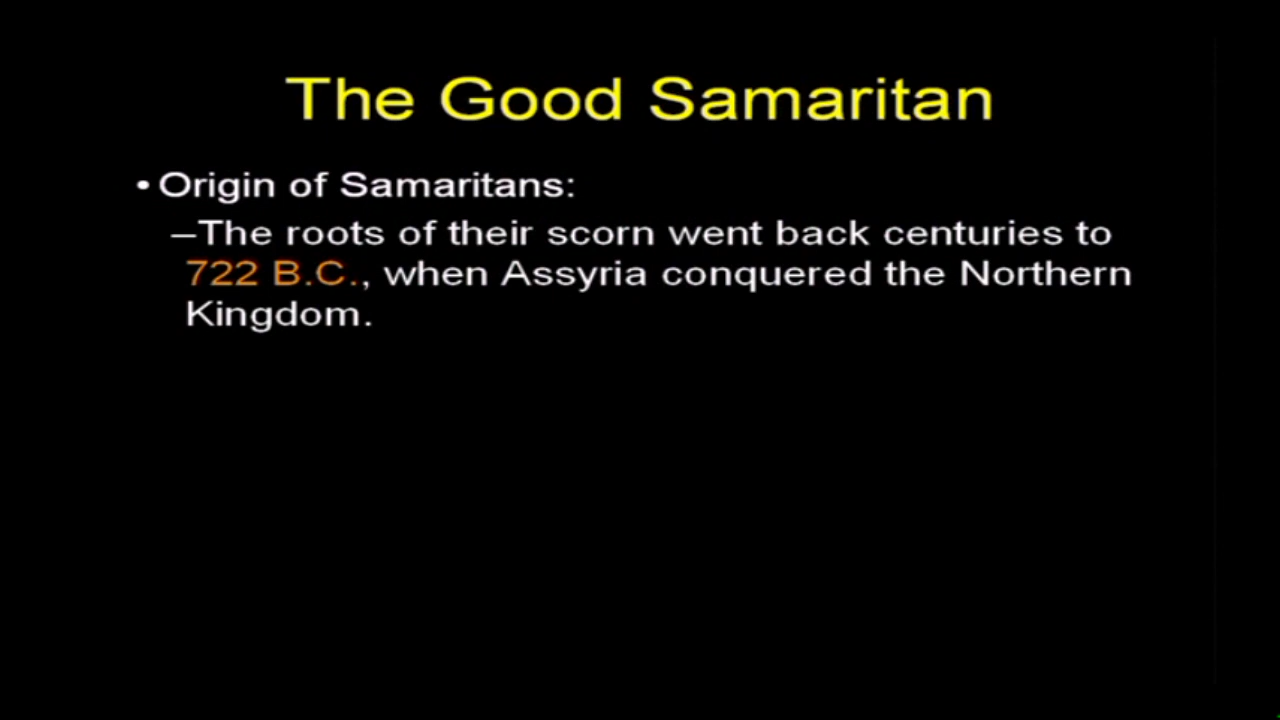 The Good Samaritan
• Origin of Samaritans:
–The roots of their scorn went back centuries to
722 B.C., when Assyria conquered the Northern
Kingdom.